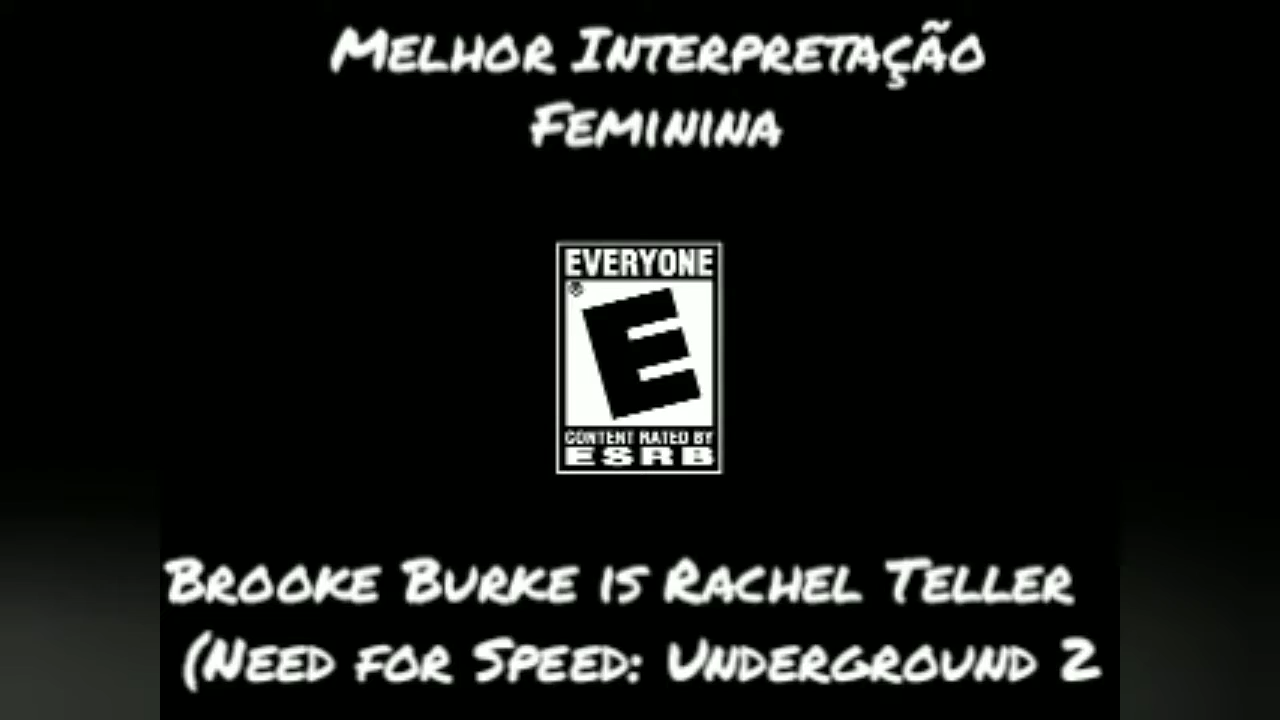 Melhor Interpretação
Feminina
EVERYONE
®
E
CONTENT RATED BY
ESRB
Brooke Burke is Rachel Teller
(Need for Speed: Underground 2